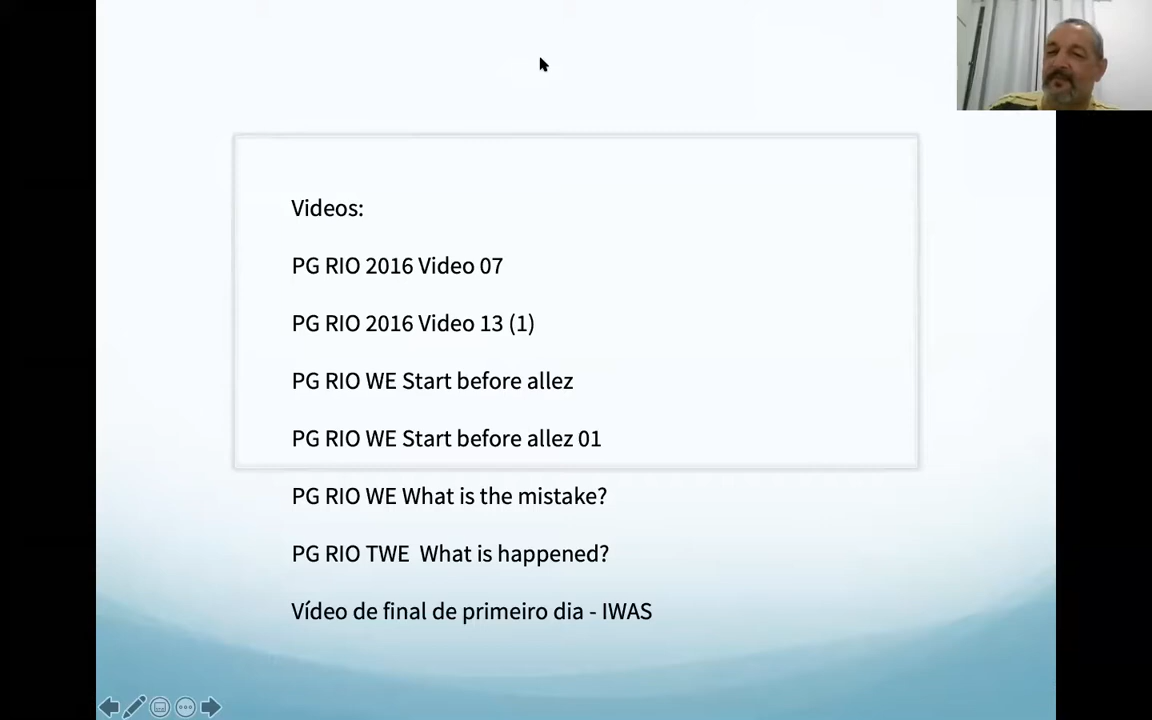 Videos:
PG RIO 2016 Video 07
PG RIO 2016 Video 13 (1)
PG RIO WE Start before allez
PG RIO WE Start before allez 01
PG RIO WE What is the mistake?
PG RIO TWE  What is happened?
Vídeo de final de primeiro dia - IWAS